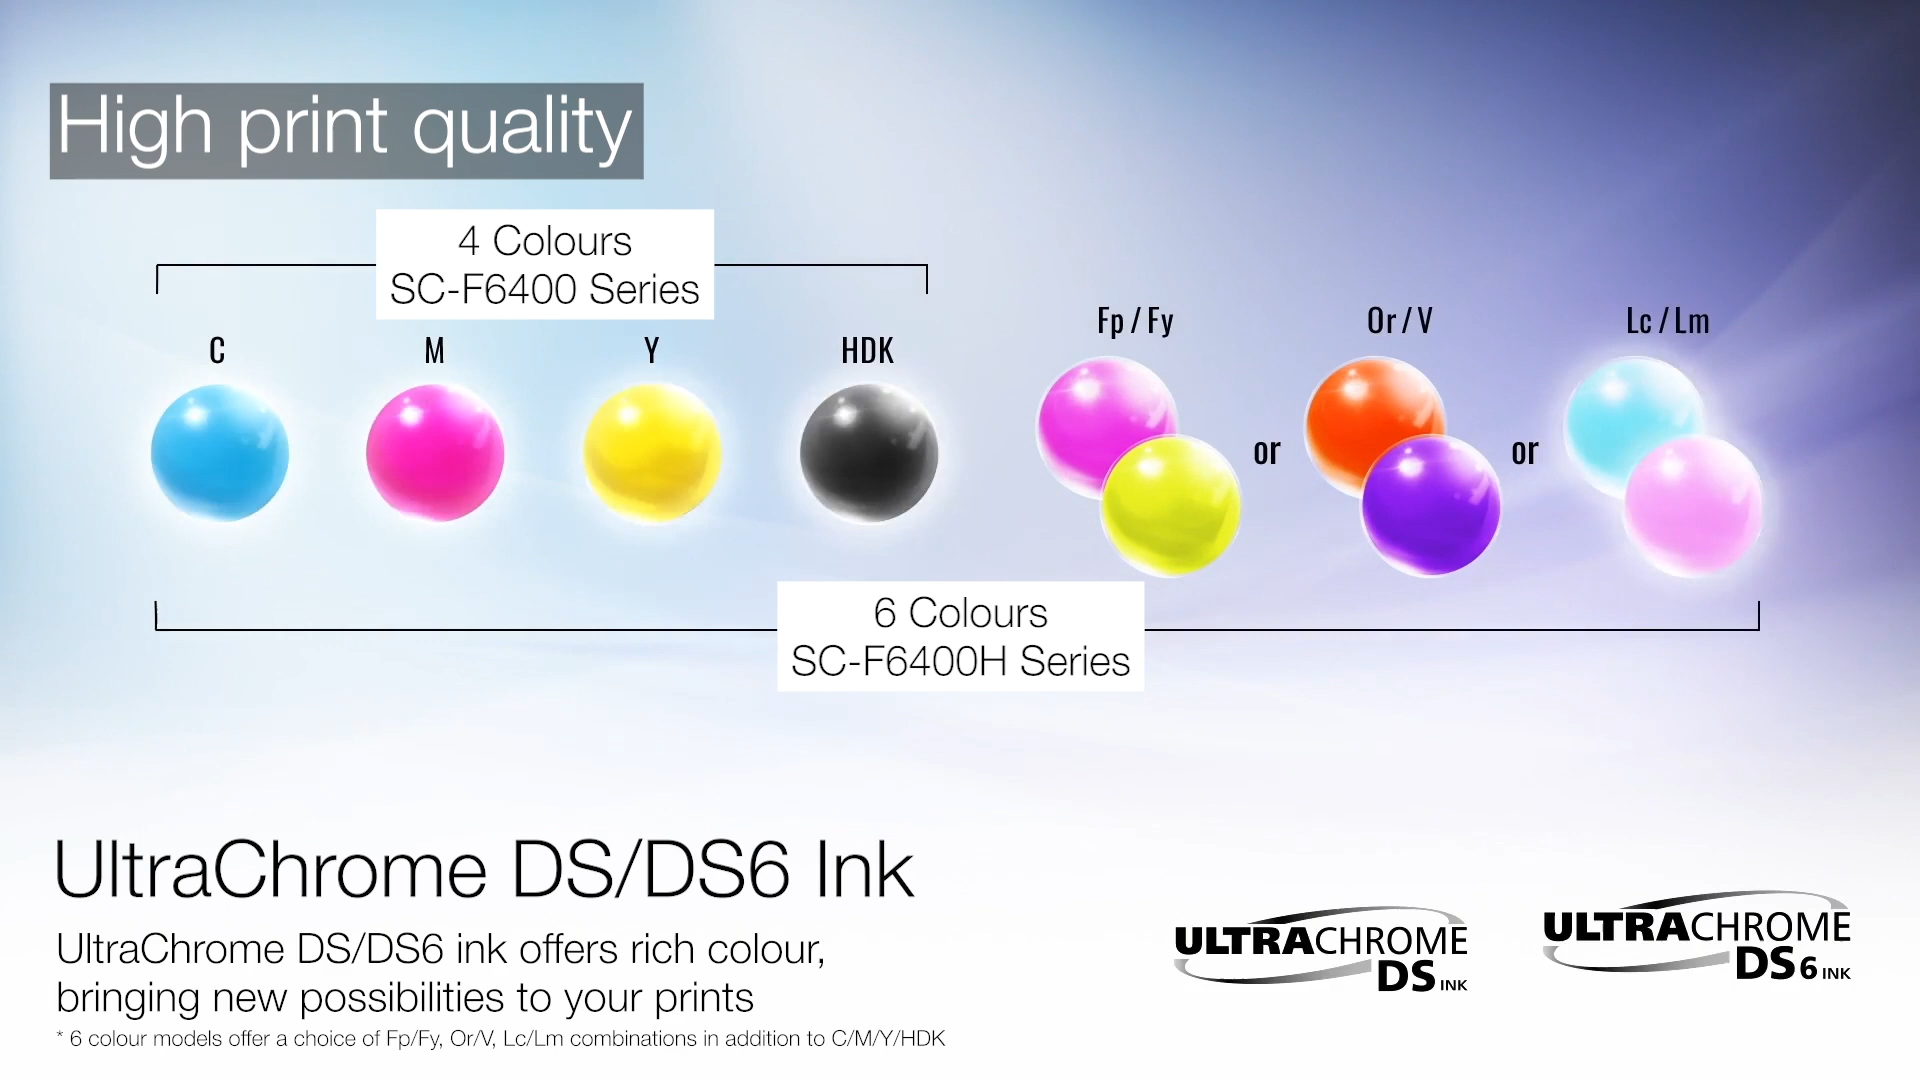 High print quality
4 Colours
SC-F6400 Series
C M Y HDK
Fp / Fy Or / V Lc / Lm
or or
6 Colours
SC-F6400H Series
UltraChrome DS/DS6 Ink
UltraChrome DS/DS6 ink offers rich colour,
bringing new possibilities to your prints
* 6 colour models offer a choice of Fp/Fy, Or/V, Lc/Lm combinations in addition to C/M/Y/HDK
ULTRACHROME
DS INK
ULTRACHROME
DS6 INK